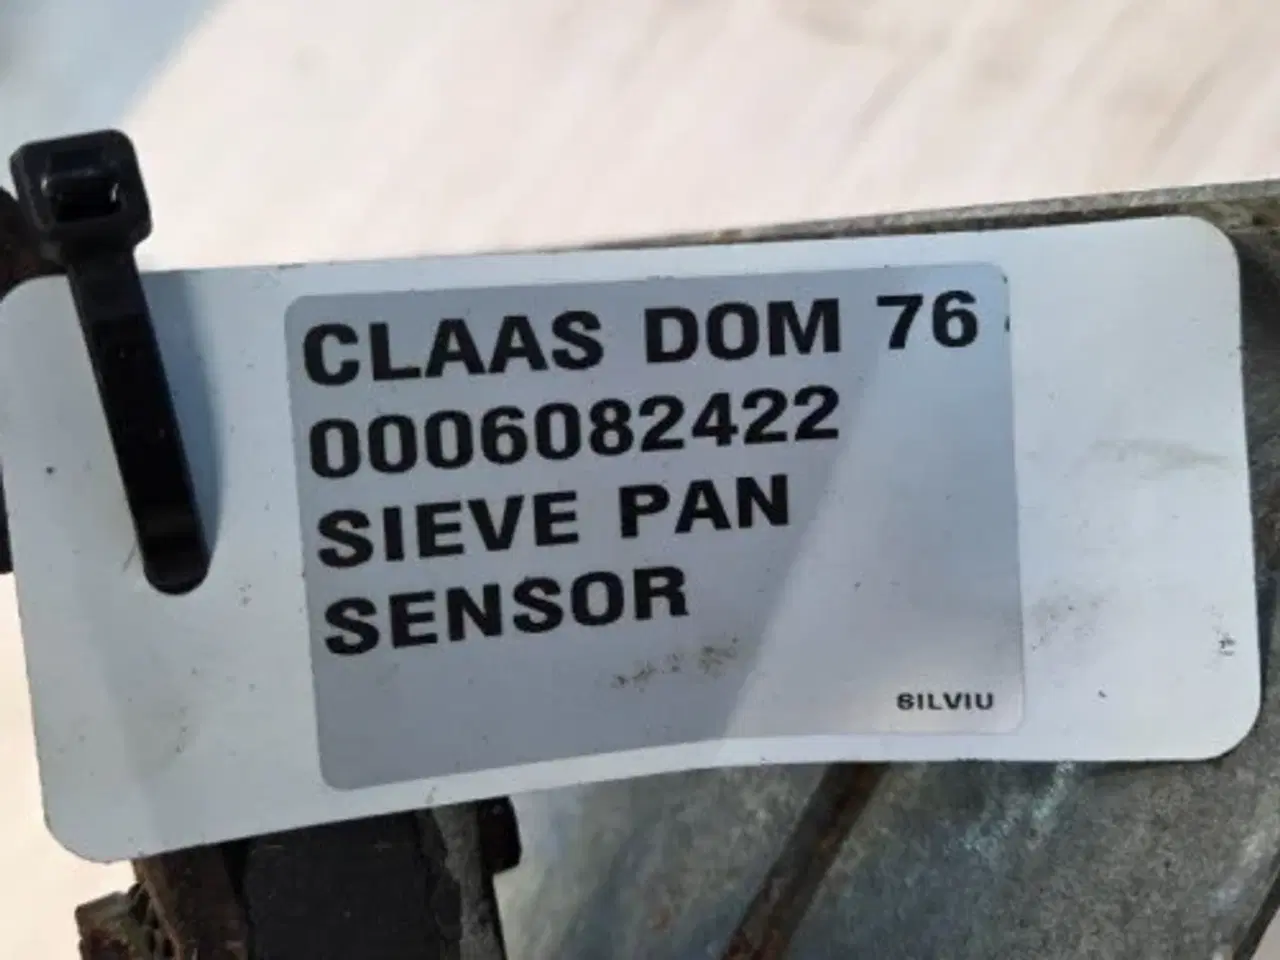 CLAAS DOM 76
0006082422
SIEVE PAN
SENSOR
SILVIU